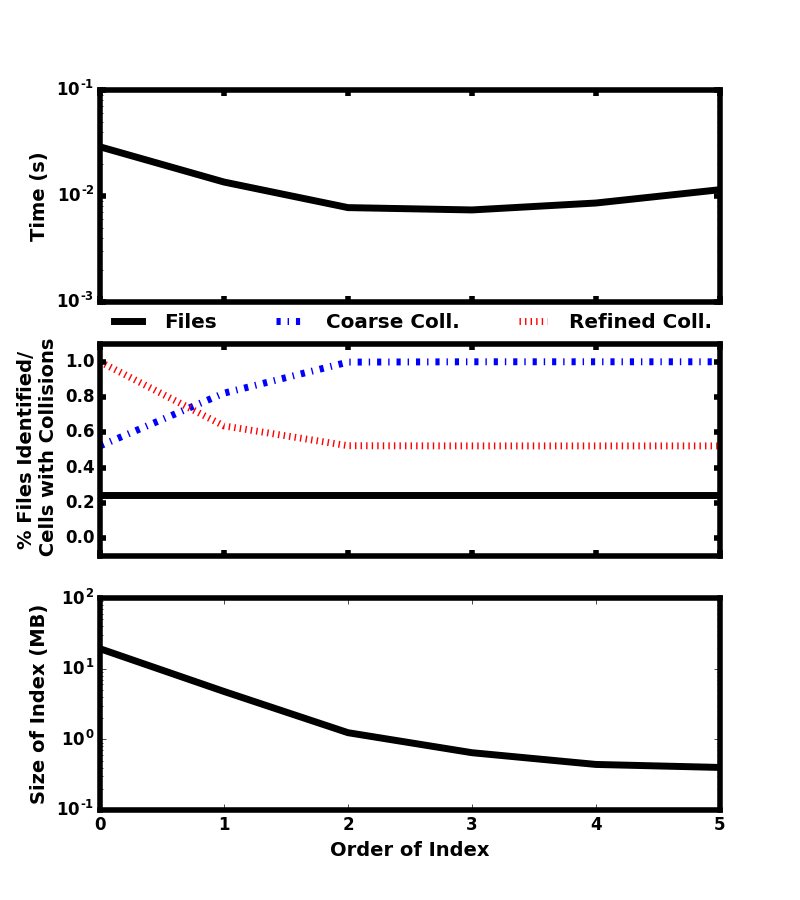 10^-1
10^-2
10^-3
Time (s)
Files Coarse Coll. Refined Coll.
1.0
0.8
0.6
0.4
0.2
0.0
% Files Identified/
Cells with Collisions
10^2
10^1
10^0
10^-1
Size of Index (MB)
0 1 2 3 4 5
Order of Index